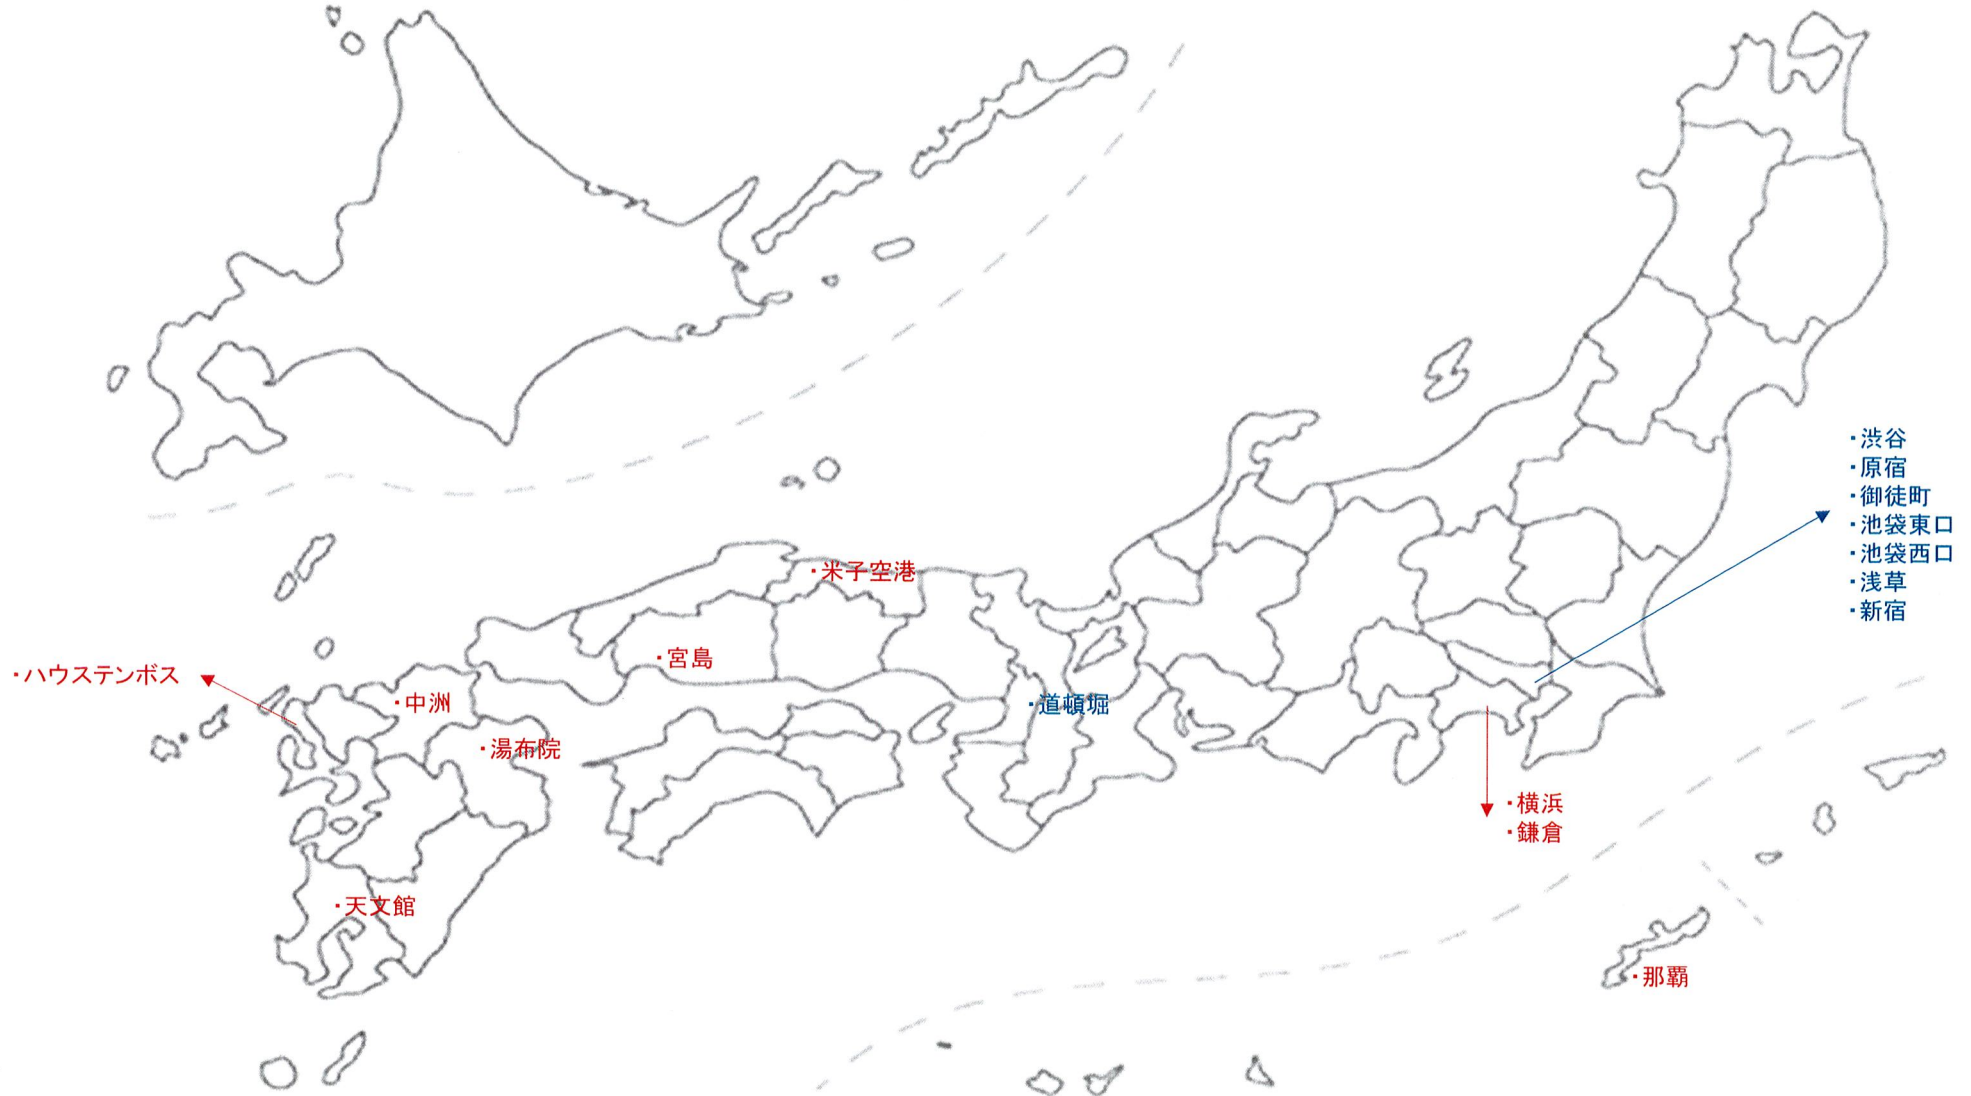 ・渋谷
・原宿
・御徒町
・池袋東口
・池袋西口
・浅草
・新宿
・米子空港
・宮島
・ハウステンボス
・中洲
・道頓堀
・湯布院
・横浜
・鎌倉
・天文館
・那覇